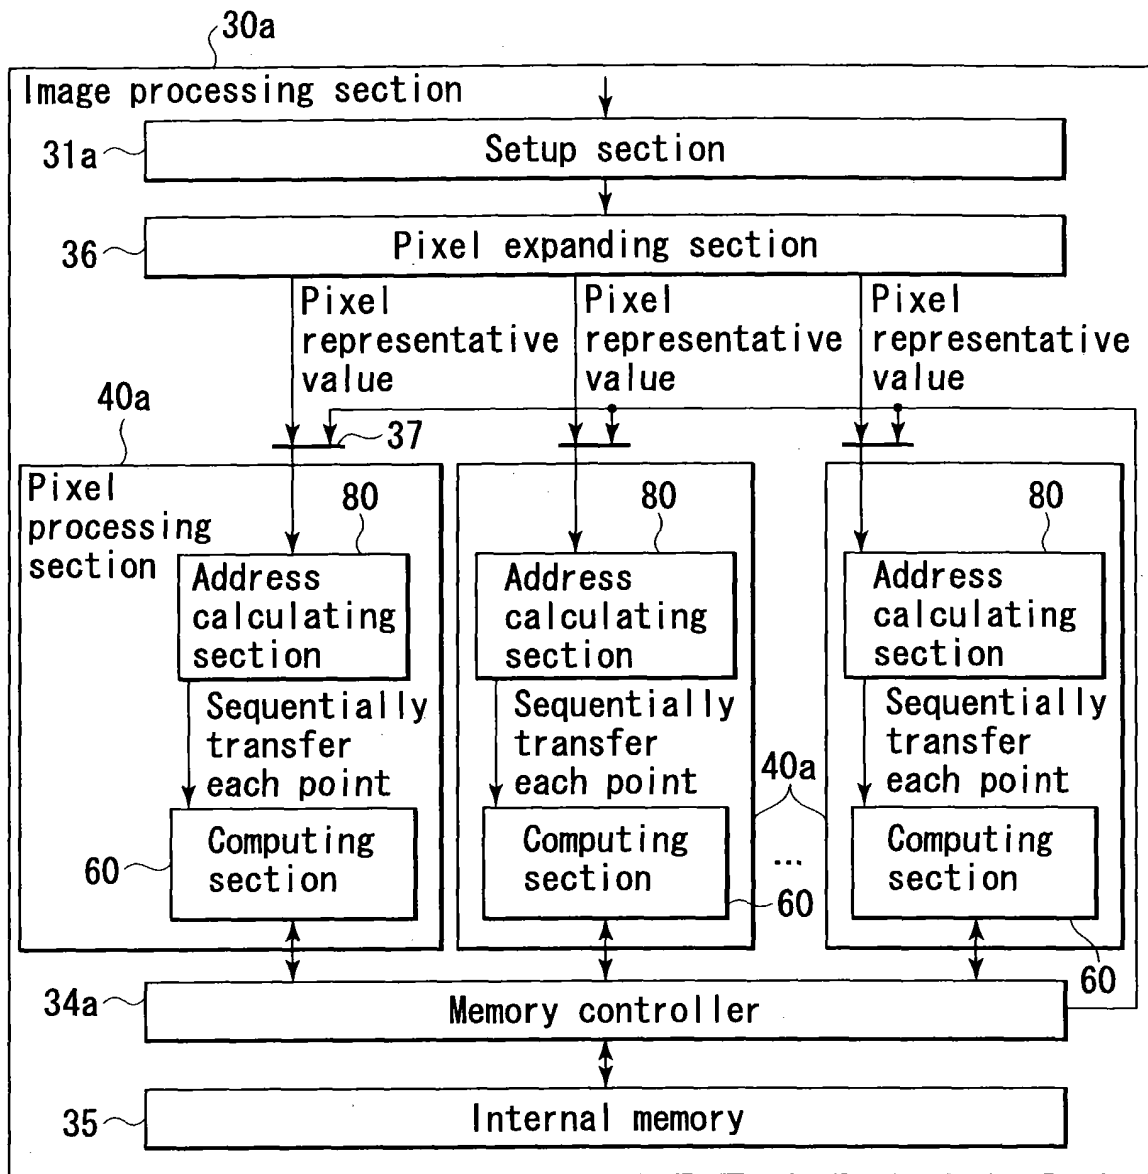 30a
Image processing section
31a
Setup section
36
Pixel expanding section
Pixel
representative
value
Pixel
representative
value
Pixel
representative
value
40a
37
Pixel
processing
section
80
80
80
Address
calculating
section
Address
calculating
section
Address
calculating
section
Sequentially
transfer
each point
Sequentially
transfer
each point
Sequentially
transfer
each point
40a
60
Computing
section
Computing
section
60
...
Computing
section
60
34a
Memory controller
35
Internal memory